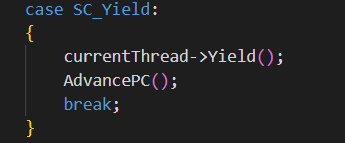 case SC_Yield:
{
    currentThread->Yield();
    AdvancePC();
    break;
}